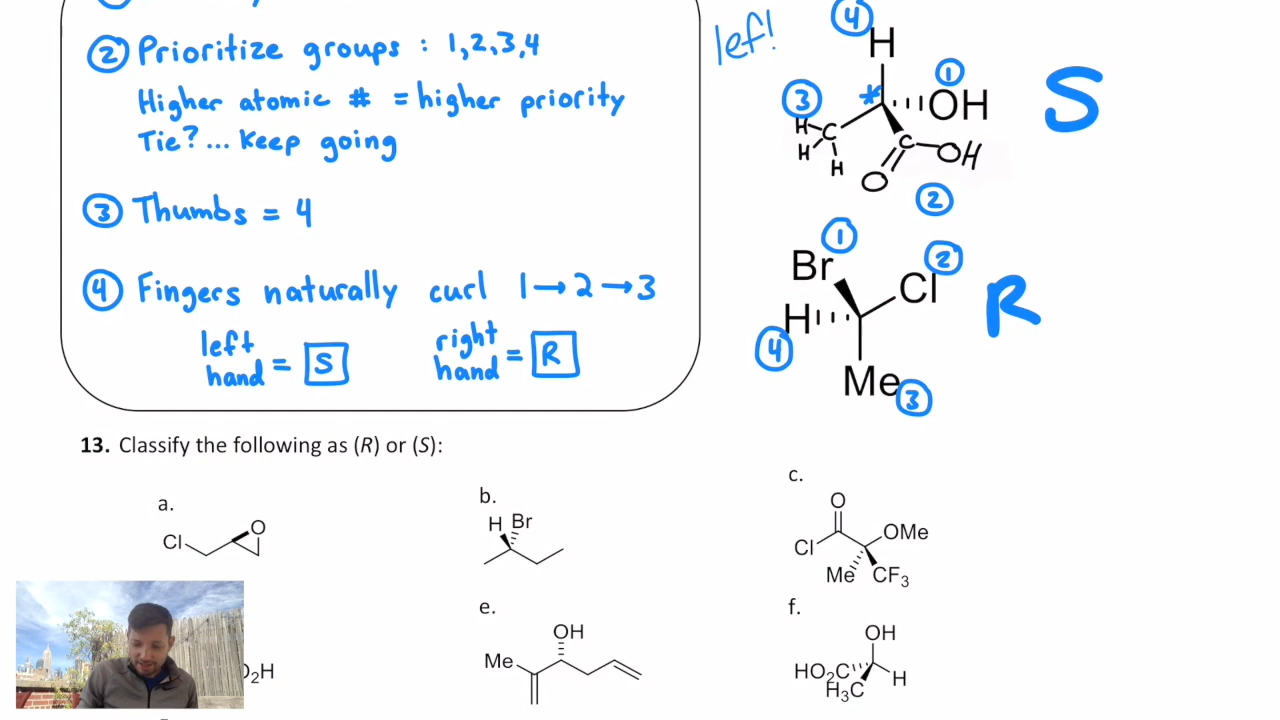 ② Prioritize groups : 1,2,3,4
Higher atomic # = higher priority
Tie?... Keep going
③ Thumbs = 4
④ Fingers naturally curl 1→2→3
left hand = S
right hand = R
lef!
④
H
③
①
* OH
H
C
H
H
C
OH
O
②
S
①
Br
②
Cl
H
④
Me
③
R
13. Classify the following as (R) or (S):
a.
Cl
O
b.
H Br
c.
O
Cl
OMe
Me
CF₃
O₂H
e.
OH
Me
f.
OH
HO₂C
H
H₃C